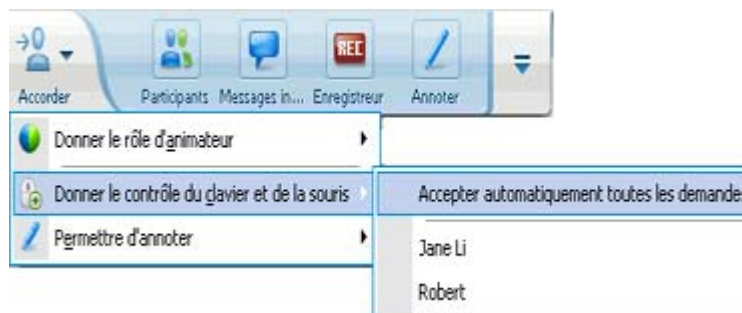 REC
Accorder Participants Messages in... Enregistreur Annoter
Donner le rôle d'animateur
Donner le contrôle du clavier et de la souris Accepter automatiquement toutes les demandes
Permettre d'annoter Jane Li
Robert